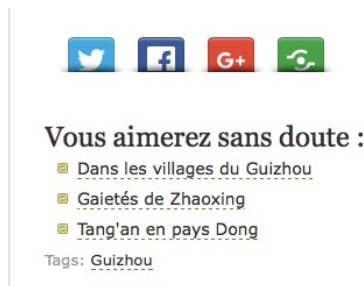 G+
Vous aimerez sans doute :
Dans les villages du Guizhou
Gaietés de Zhaoxing
Tang'an en pays Dong
Tags: Guizhou